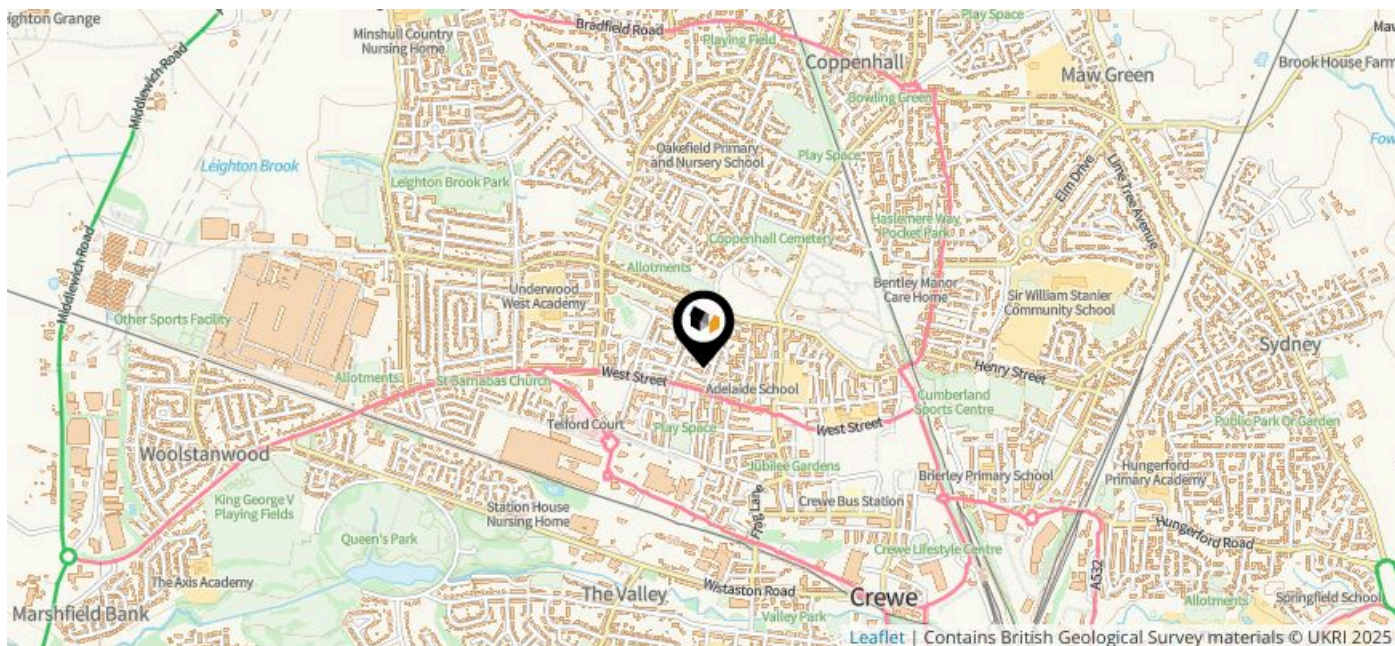 ighton Grange
Middlewich Road
Minshull Country
Nursing Home
Bradfield Road
Playing Field
Play Space
Coppenhall
Maw Green
Brook House Farm
Bowling Green
Leighton Brook
Leighton Brook Park
Oakefield Primary
and Nursery School
Play Space
Elm Drive
Lime Tree Avenue
Haslemere Way
Pocket Park
Coppenhall Cemetery
Allotments
Middlewich Road
Underwood
West Academy
Bentley Manor
Care Home
Sir William Stanier
Community School
Other Sports Facility
Sydney
Allotments
St Barnabas Church
West Street
Adelaide School
Henry Street
Cumberland
Sports Centre
Telford Court
Play Space
West Street
Public Park Or Garden
Woolstanwood
Jubilee Gardens
Brierley Primary School
Hungerford
Primary Academy
King George V
Playing Fields
Station House
Nursing Home
Flag Lane
Crewe Bus Station
Hungerford Road
Queen's Park
Crewe Lifestyle Centre
A532
The Axis Academy
The Valley
Wistaston Road
Crewe
Allotments
Springfield School
Marshfield Bank
Valley Park
Leaflet | Contains British Geological Survey materials © UKRI 2025